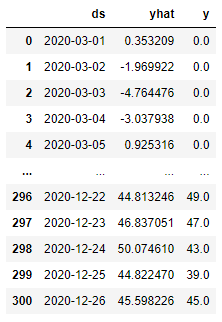 ds yhat y
0 2020-03-01 0.353209 0.0
1 2020-03-02 -1.969922 0.0
2 2020-03-03 -4.764476 0.0
3 2020-03-04 -3.037938 0.0
4 2020-03-05 0.925316 0.0
... ... ... ...
296 2020-12-22 44.813246 49.0
297 2020-12-23 46.837051 47.0
298 2020-12-24 50.074610 43.0
299 2020-12-25 44.822470 39.0
300 2020-12-26 45.598226 45.0